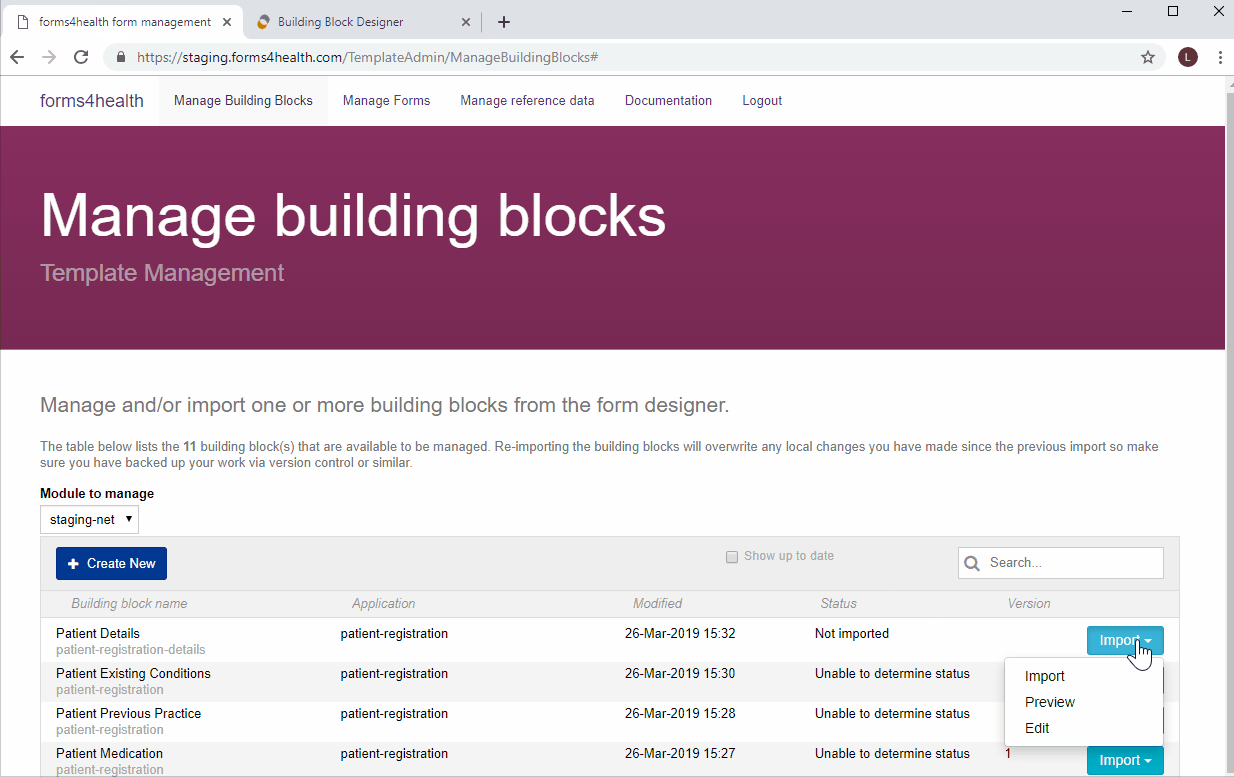 forms4health form management
Building Block Designer
https://staging.forms4health.com/TemplateAdmin/ManageBuildingBlocks#
L
forms4health
Manage Building Blocks
Manage Forms
Manage reference data
Documentation
Logout
Manage building blocks
Template Management
Manage and/or import one or more building blocks from the form designer.
The table below lists the 11 building block(s) that are available to be managed. Re-importing the building blocks will overwrite any local changes you have made since the previous import so make
sure you have backed up your work via version control or similar.
Module to manage
staging-net
Create New
Show up to date
Search...
Building block name Application Modified Status Version
Patient Details patient-registration 26-Mar-2019 15:32 Not imported Import
patient-registration-details
Patient Existing Conditions patient-registration 26-Mar-2019 15:30 Unable to determine status
patient-registration
Patient Previous Practice patient-registration 26-Mar-2019 15:28 Unable to determine status
patient-registration
Patient Medication patient-registration 26-Mar-2019 15:27 Unable to determine status 1 Import
patient-registration
Import
Preview
Edit